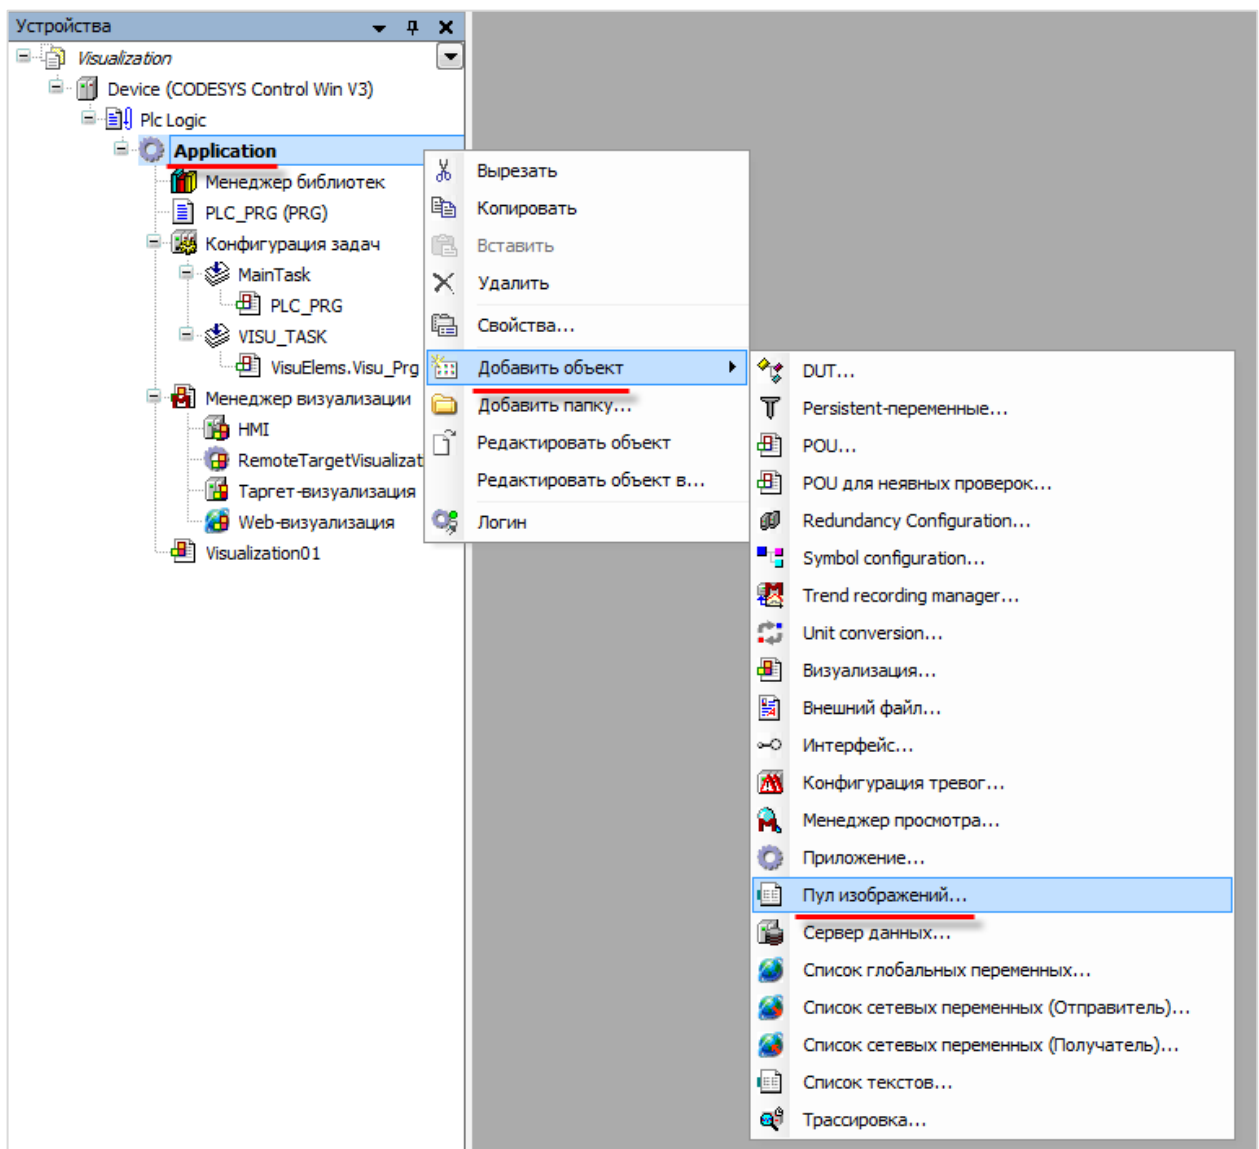 Устройства
Visualization
Device (CODESYS Control Win V3)
Plc Logic
Application
Менеджер библиотек
PLC_PRG (PRG)
Конфигурация задач
MainTask
PLC_PRG
VISU_TASK
VisuElems.Visu_Prg
Менеджер визуализации
HMI
RemoteTargetVisualizat
Таргет-визуализация
Web-визуализация
Visualization01
Вырезать
Копировать
Вставить
Удалить
Свойства...
Добавить объект
Добавить папку...
Редактировать объект
Редактировать объект в...
Логин
DUT...
Persistent-переменные...
POU...
POU для неявных проверок...
Redundancy Configuration...
Symbol configuration...
Trend recording manager...
Unit conversion...
Визуализация...
Внешний файл...
Интерфейс...
Конфигурация тревог...
Менеджер просмотра...
Приложение...
Пул изображений...
Сервер данных...
Список глобальных переменных...
Список сетевых переменных (Отправитель)...
Список сетевых переменных (Получатель)...
Список текстов...
Трассировка...